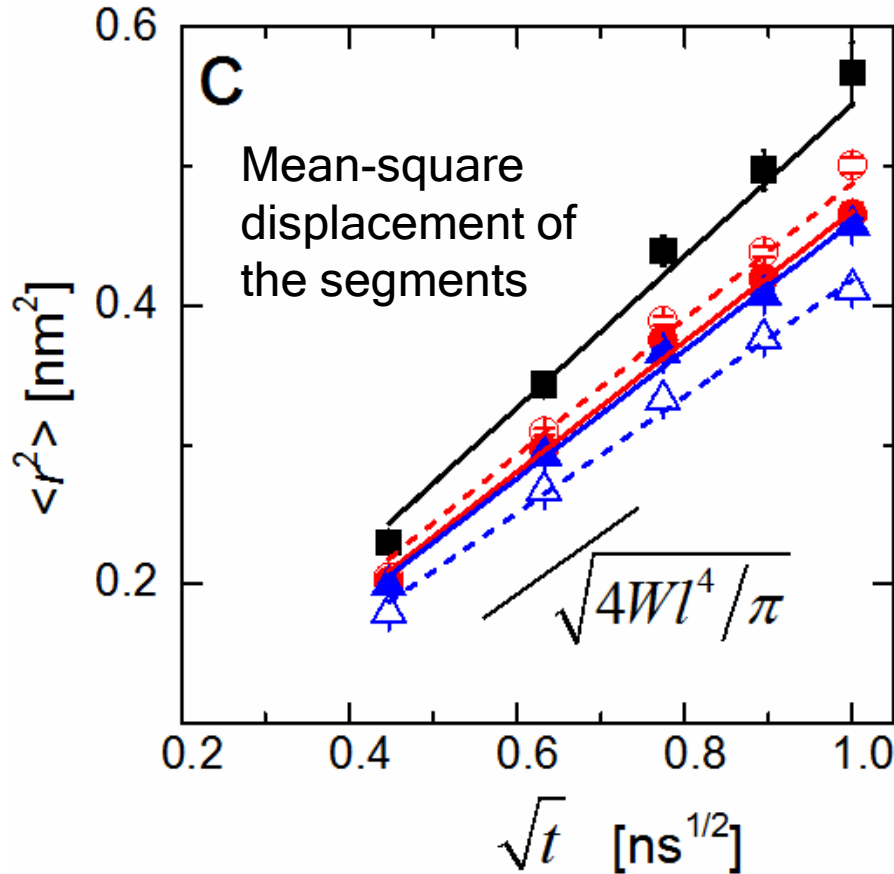 0.6
C
Mean-square
displacement of
the segments
0.4
<r²> [nm²]
0.2
√4Wl⁴/π
0.2 0.4 0.6 0.8 1.0
√t [ns^1/2]